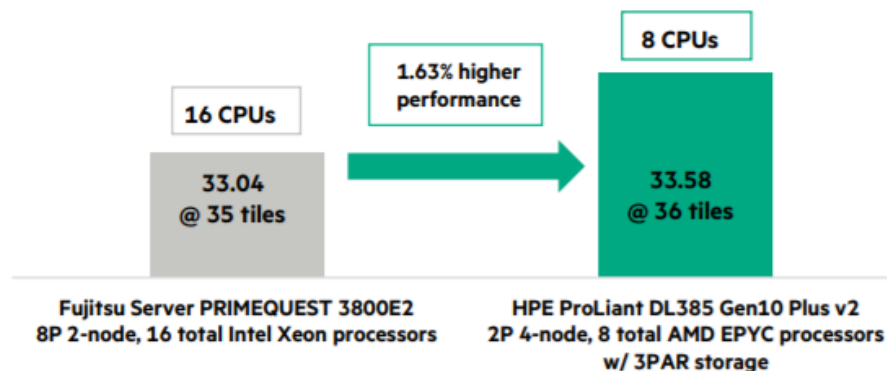 8 CPUs
1.63% higher
performance
16 CPUs
33.04
@ 35 tiles
33.58
@ 36 tiles
Fujitsu Server PRIMEQUEST 3800E2
8P 2-node, 16 total Intel Xeon processors
HPE ProLiant DL385 Gen10 Plus v2
2P 4-node, 8 total AMD EPYC processors
w/ 3PAR storage